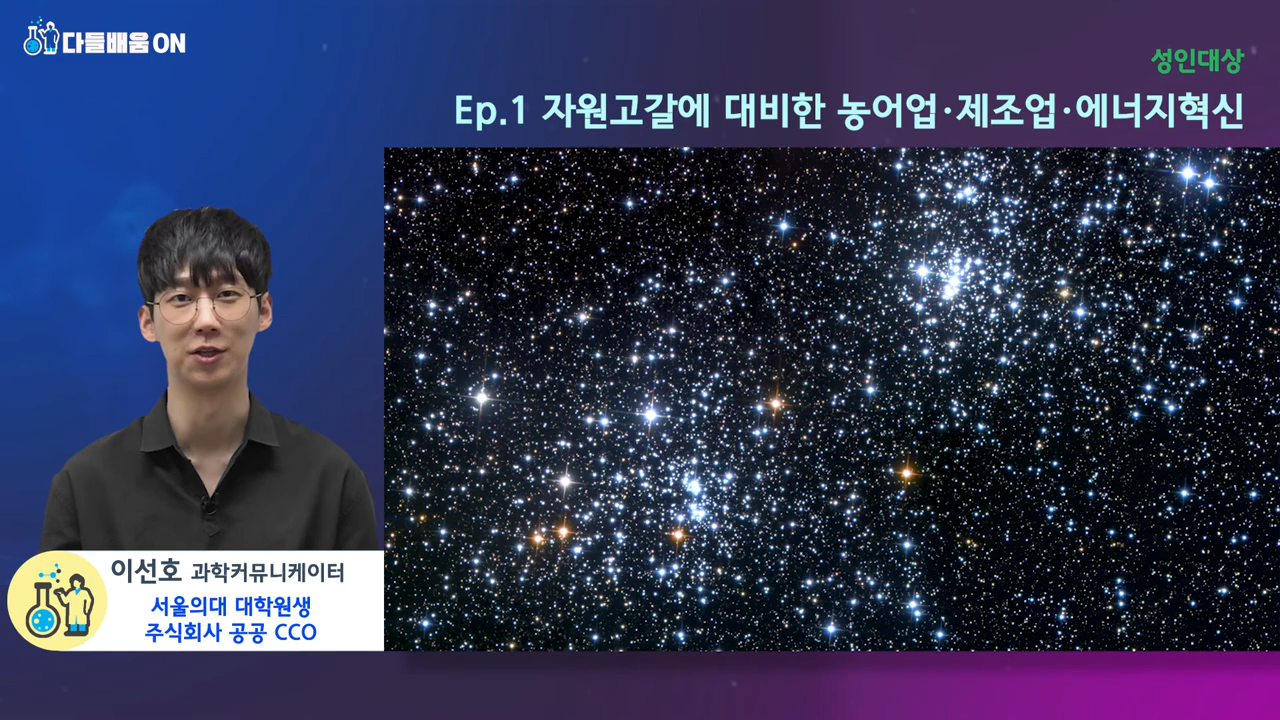 다들배움 ON
성인대상
Ep.1 자원고갈에 대비한 농어업·제조업·에너지혁신
이선호 과학커뮤니케이터
서울의대 대학원생
주식회사 공공 CCO